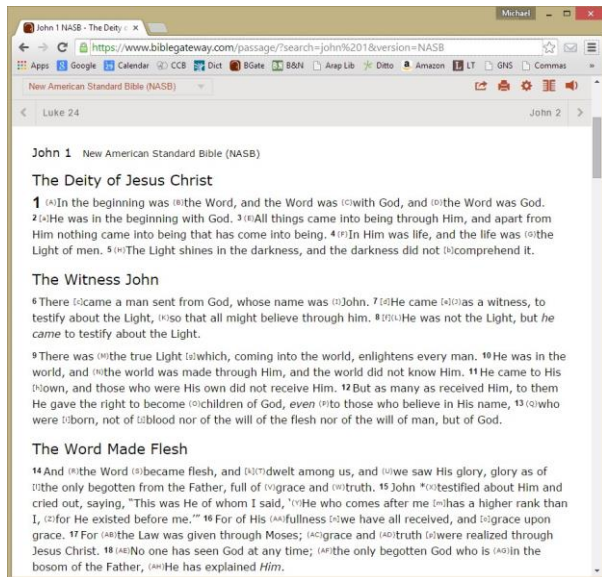 Michael
John 1 NASB - The Deity o
https://www.biblegateway.com/passage/?search=john%201&version=NASB
Apps Google Calendar CCB Dict BGate B&N Arap Lib Ditto Amazon LT GNS Commas »
New American Standard Bible (NASB)
Luke 24 John 2
John 1 New American Standard Bible (NASB)
The Deity of Jesus Christ
1 (A)In the beginning was (B)the Word, and the Word was (C)with God, and (D)the Word was God.
2 [a]He was in the beginning with God. 3 (E)All things came into being through Him, and apart from
Him nothing came into being that has come into being. 4 (F)In Him was life, and the life was (G)the
Light of men. 5 (H)The Light shines in the darkness, and the darkness did not [b]comprehend it.
The Witness John
6 There [c]came a man sent from God, whose name was (I)John. 7 [d]He came [e](J)as a witness, to
testify about the Light, (K)so that all might believe through him. 8 [f](L)He was not the Light, but he
came to testify about the Light.
9 There was (M)the true Light [g]which, coming into the world, enlightens every man. 10 He was in the
world, and (N)the world was made through Him, and the world did not know Him. 11 He came to His
[h]own, and those who were His own did not receive Him. 12 But as many as received Him, to them
He gave the right to become (O)children of God, even (P)to those who believe in His name, 13 (Q)who
were [i]born, not of [j]blood nor of the will of the flesh nor of the will of man, but of God.
The Word Made Flesh
14 And (R)the Word (S)became flesh, and [k](T)dwelt among us, and (U)we saw His glory, glory as of
[l]the only begotten from the Father, full of (V)grace and (W)truth. 15 John *(X)testified about Him and
cried out, saying, "This was He of whom I said, '(Y)He who comes after me [m]has a higher rank than
I, (Z)for He existed before me.'" 16 For of His (AA)fullness [n]we have all received, and [o]grace upon
grace. 17 For (AB)the Law was given through Moses; (AC)grace and (AD)truth [p]were realized through
Jesus Christ. 18 (AE)No one has seen God at any time; (AF)the only begotten God who is (AG)in the
bosom of the Father, (AH)He has explained Him.